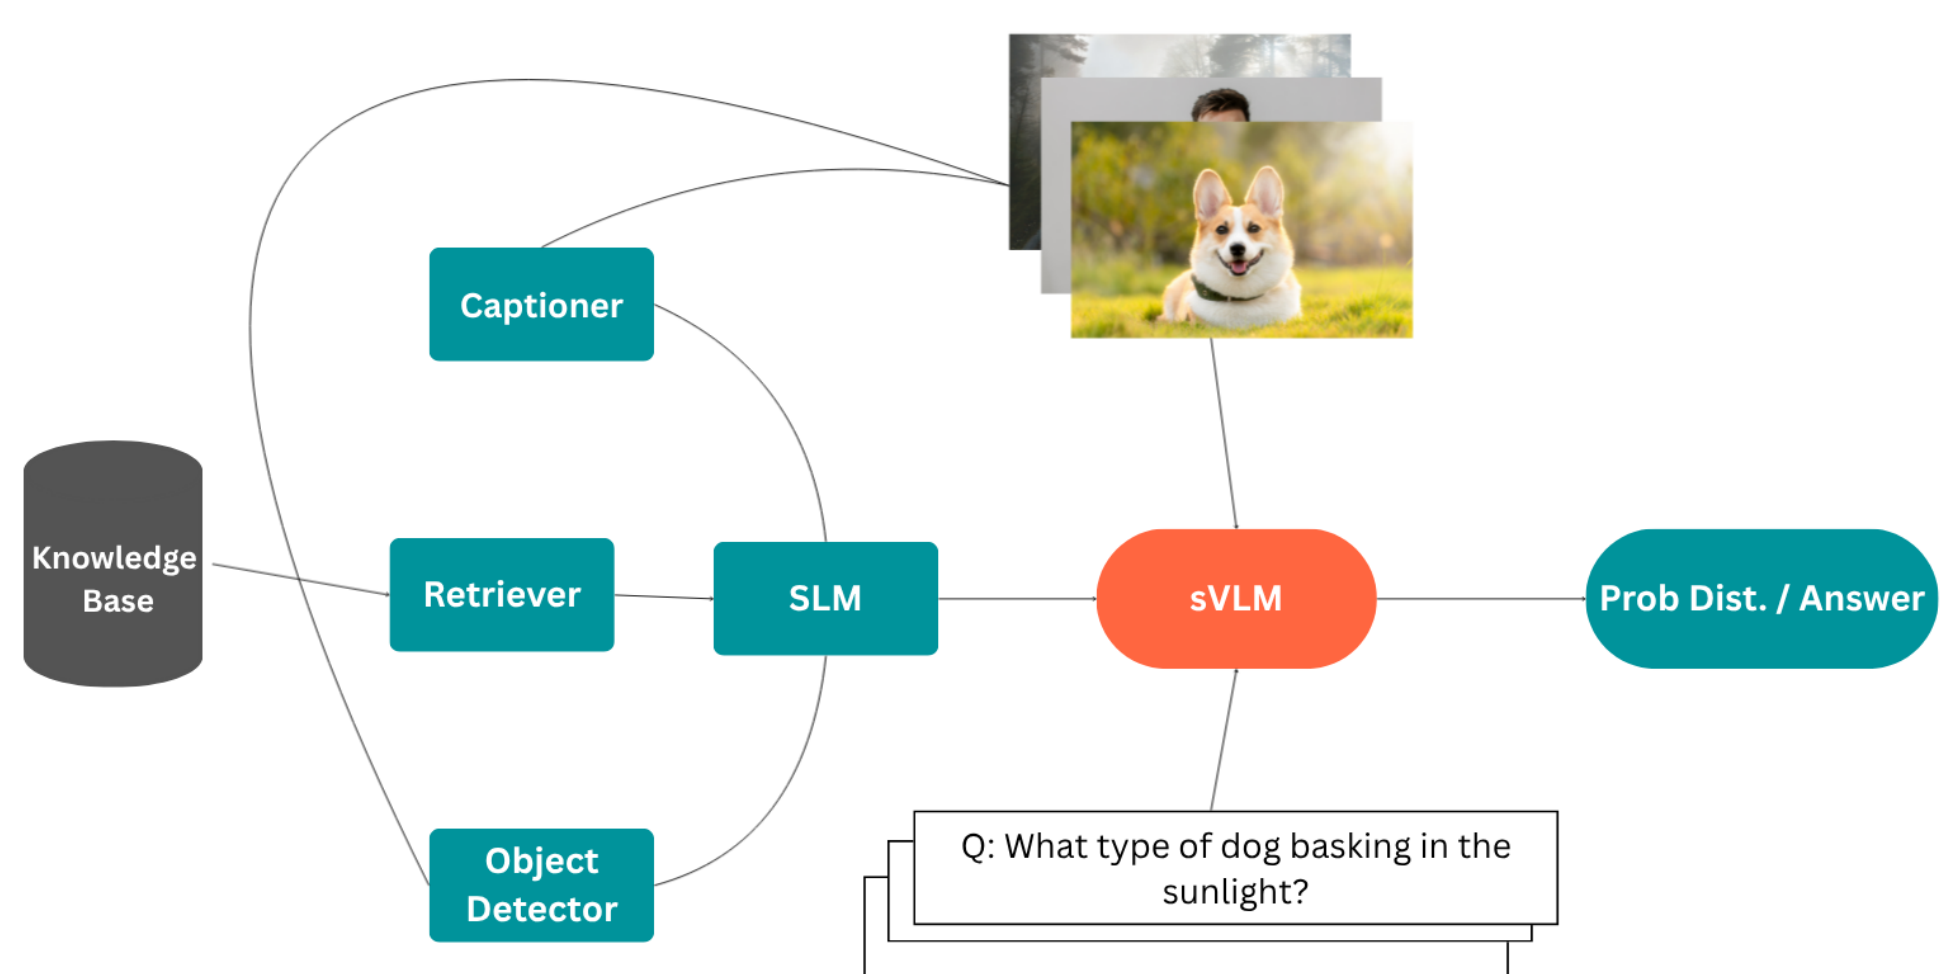 Captioner
Knowledge
Base
Retriever
SLM
sVLM
Prob Dist. / Answer
Object
Detector
Q: What type of dog basking in the
sunlight?